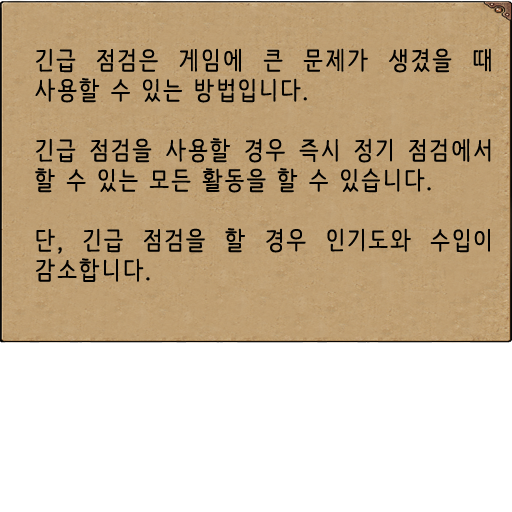 긴급 점검은 게임에 큰 문제가 생겼을 때
사용할 수 있는 방법입니다.
긴급 점검을 사용할 경우 즉시 정기 점검에서
할 수 있는 모든 활동을 할 수 있습니다.
단, 긴급 점검을 할 경우 인기도와 수입이
감소합니다.